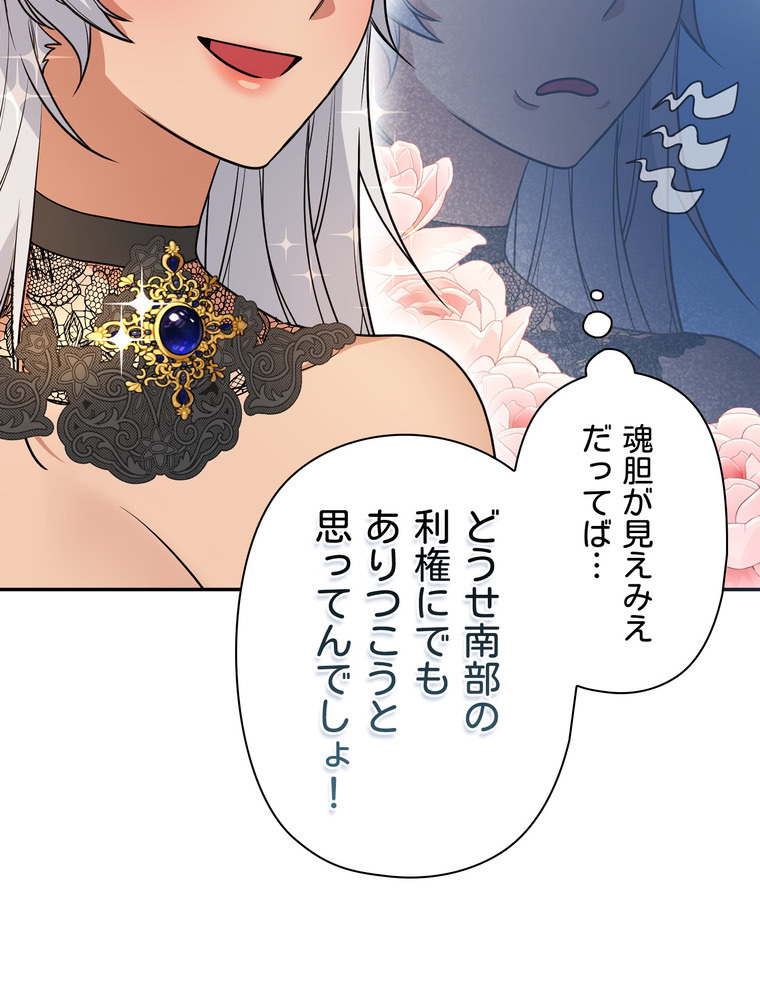 魂胆が見えみえ
だってば…
どうせ南部の
利権にでも
ありつこうと
思ってんでしょ！